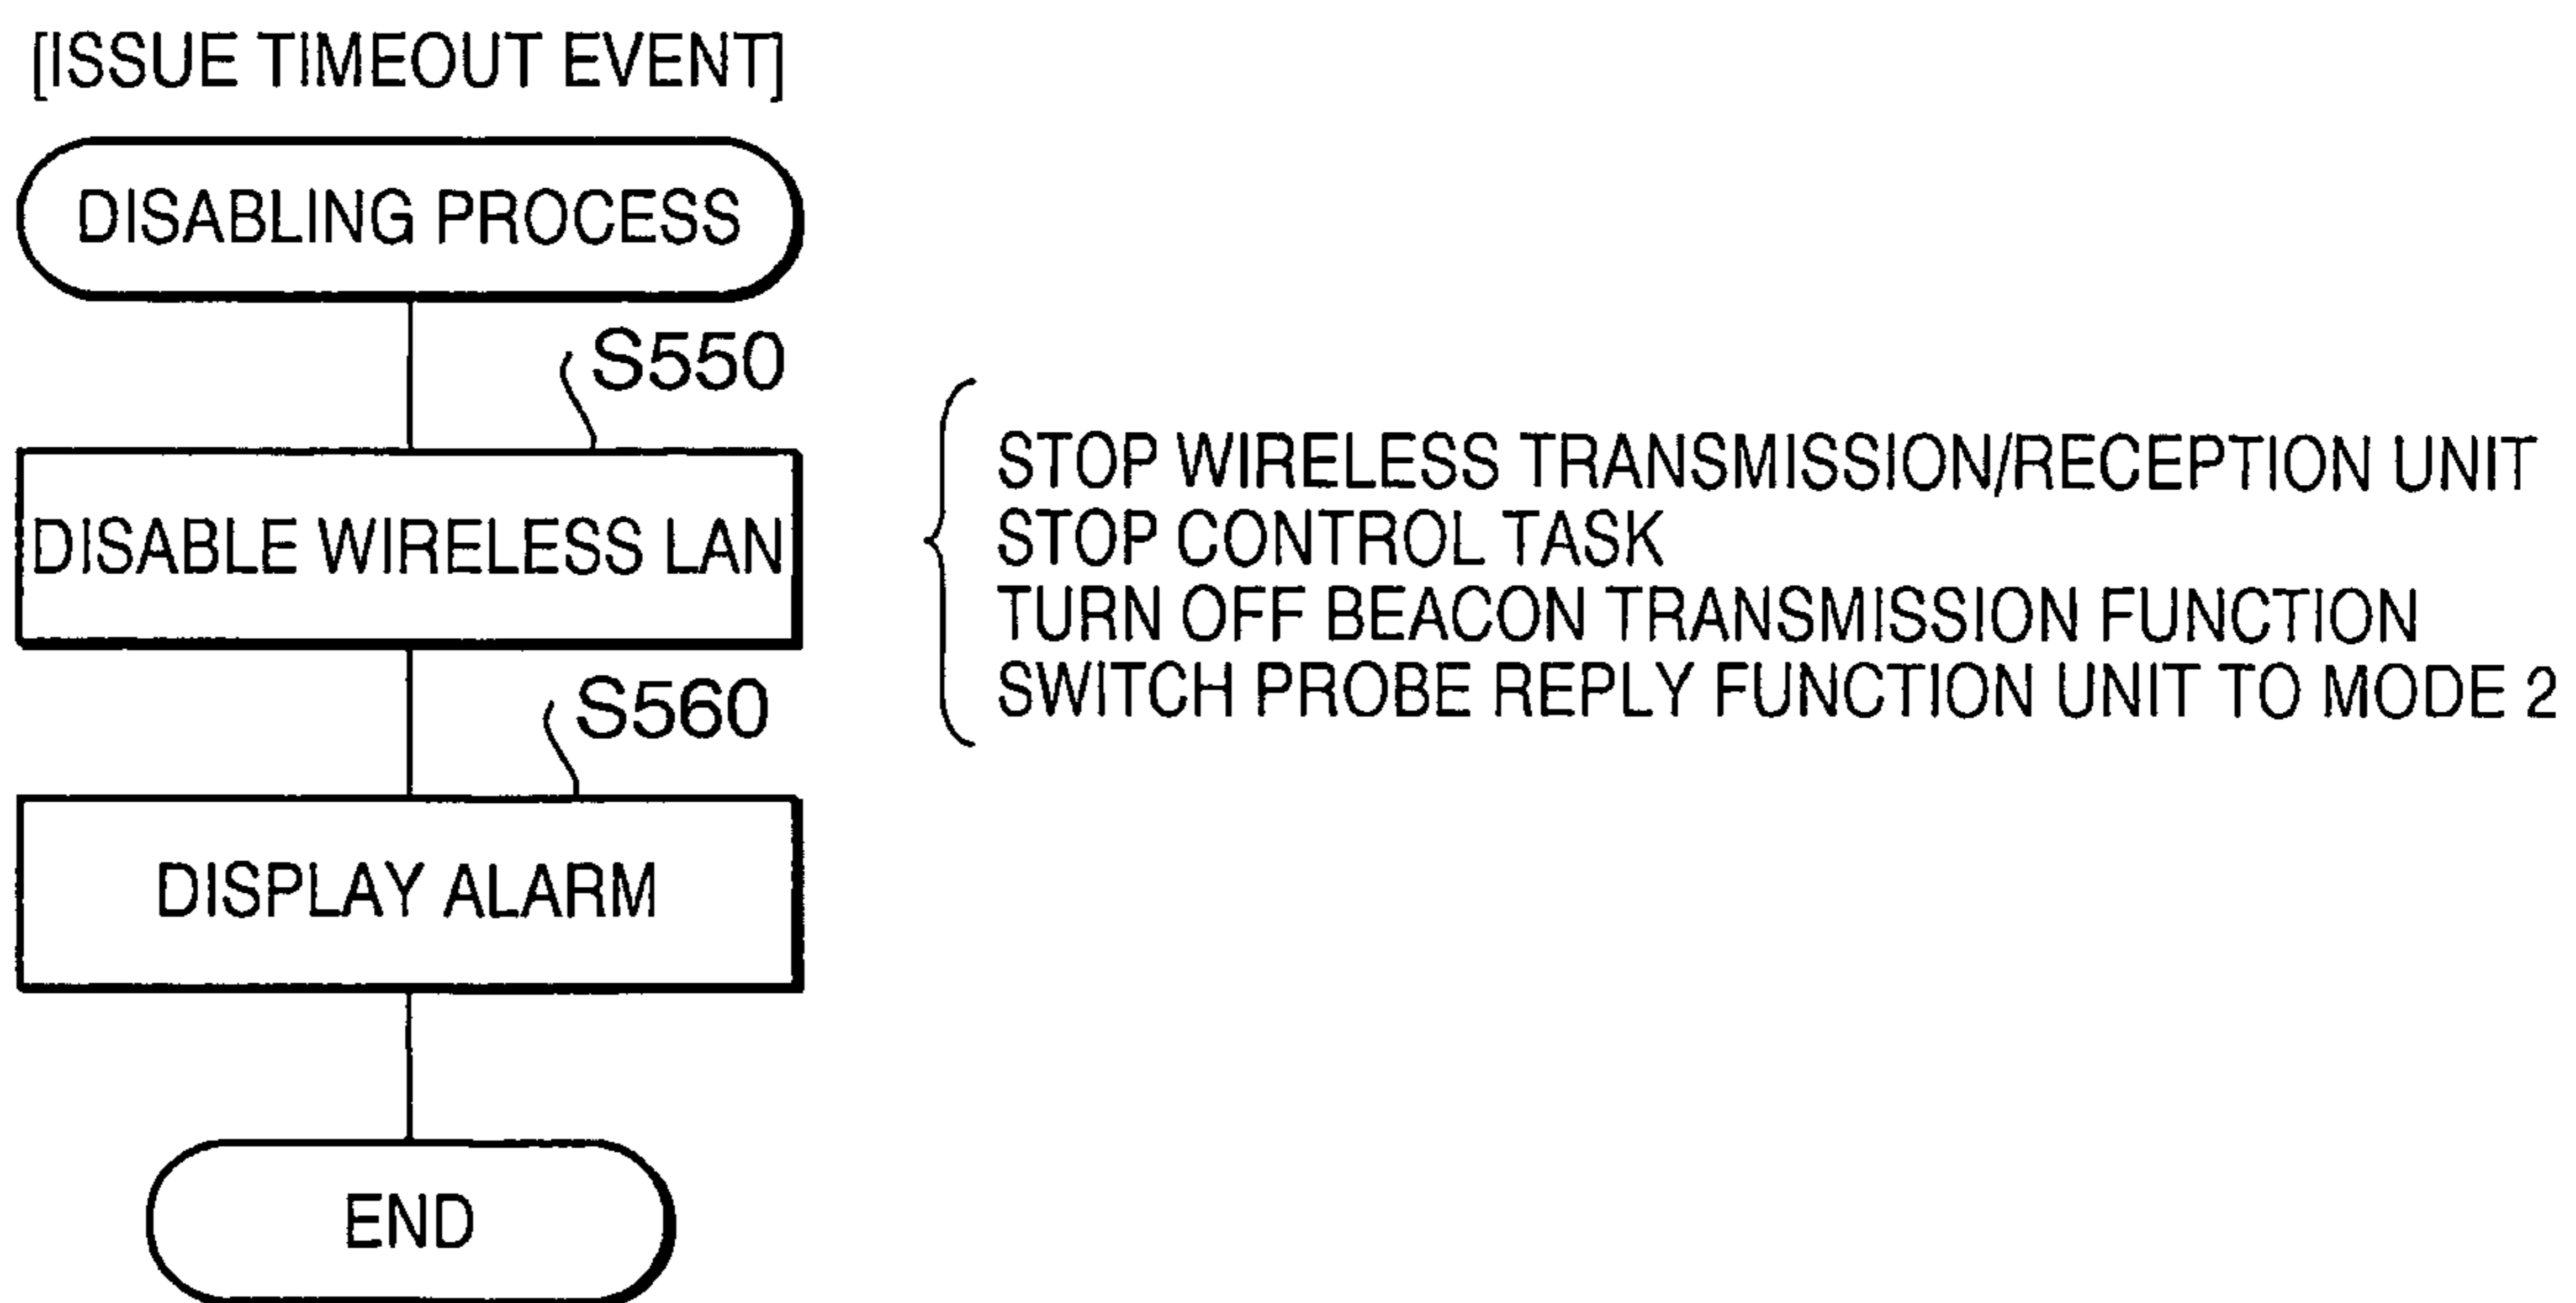 [ISSUE TIMEOUT EVENT]
DISABLING PROCESS
S550
DISABLE WIRELESS LAN
STOP WIRELESS TRANSMISSION/RECEPTION UNIT
STOP CONTROL TASK
TURN OFF BEACON TRANSMISSION FUNCTION
SWITCH PROBE REPLY FUNCTION UNIT TO MODE 2
S560
DISPLAY ALARM
END